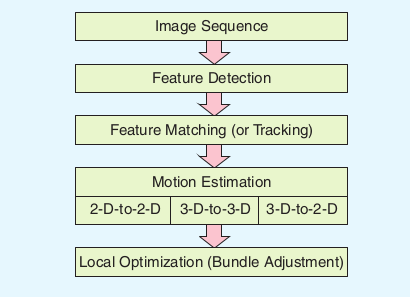 Image Sequence
Feature Detection
Feature Matching (or Tracking)
Motion Estimation
2-D-to-2-D 3-D-to-3-D 3-D-to-2-D
Local Optimization (Bundle Adjustment)